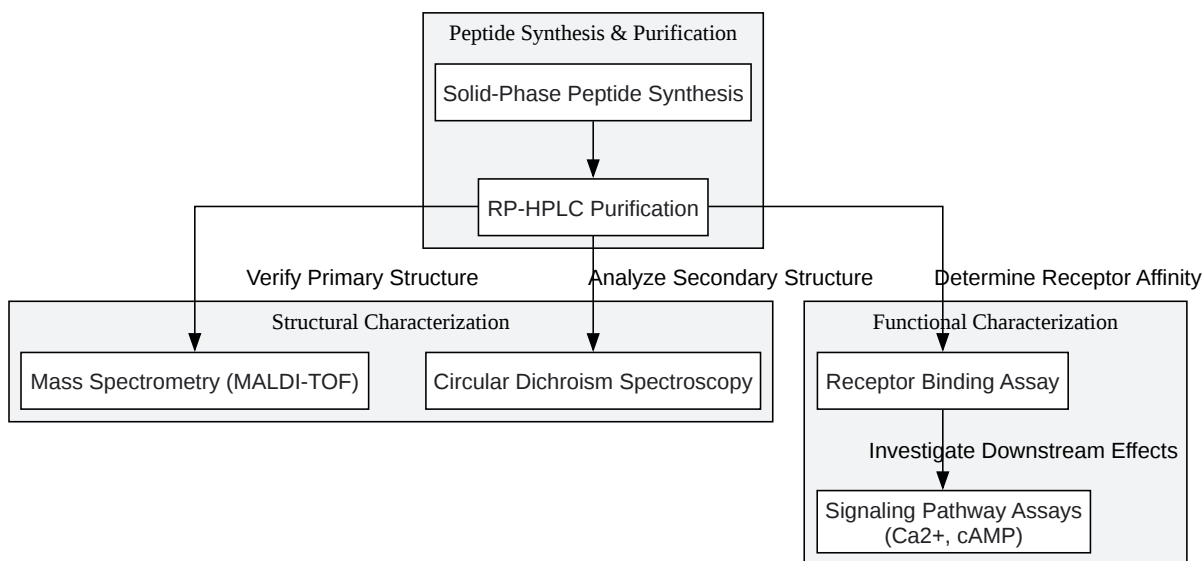 Peptide Synthesis & Purification
Solid-Phase Peptide Synthesis
RP-HPLC Purification
Verify Primary Structure
Analyze Secondary Structure
Determine Receptor Affinity
Structural Characterization
Functional Characterization
Mass Spectrometry (MALDI-TOF)
Circular Dichroism Spectroscopy
Receptor Binding Assay
Investigate Downstream Effects
Signaling Pathway Assays
(Ca2+, cAMP)